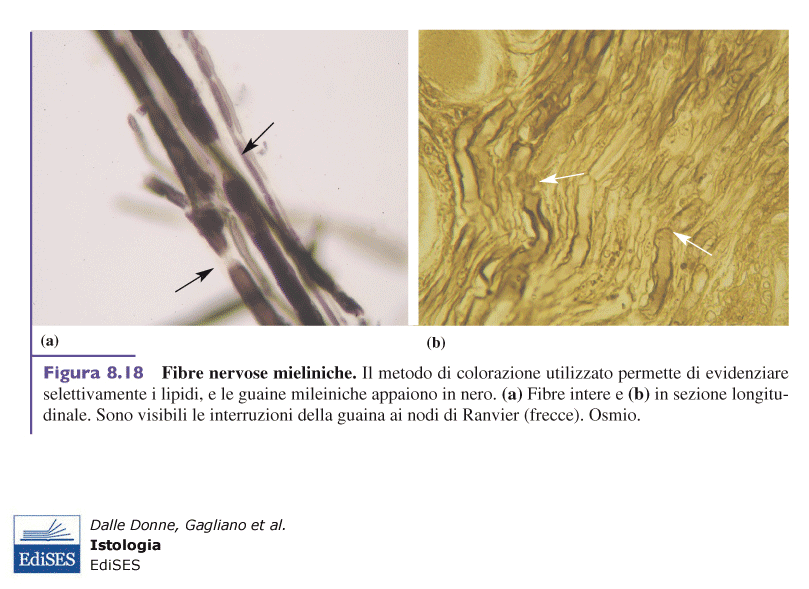 (a)
(b)
Figura 8.18 Fibre nervose mieliniche. Il metodo di colorazione utilizzato permette di evidenziare
selettivamente i lipidi, e le guaine mileiniche appaiono in nero. (a) Fibre intere e (b) in sezione longitu-
dinale. Sono visibili le interruzioni della guaina ai nodi di Ranvier (frecce). Osmio.
EdiSES
Dalle Donne, Gagliano et al.
Istologia
EdiSES